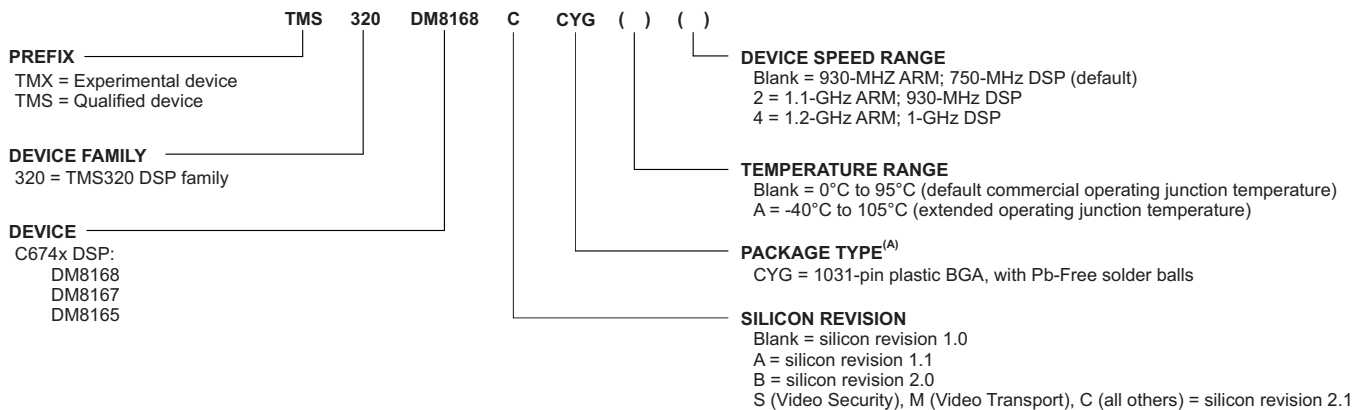 TMS 320 DM8168 C CYG ( ) ( )
PREFIX
TMX = Experimental device
TMS = Qualified device
DEVICE FAMILY
320 = TMS320 DSP family
DEVICE
C674x DSP:
DM8168
DM8167
DM8165
DEVICE SPEED RANGE
Blank = 930-MHZ ARM; 750-MHz DSP (default)
2 = 1.1-GHz ARM; 930-MHz DSP
4 = 1.2-GHz ARM; 1-GHz DSP
TEMPERATURE RANGE
Blank = 0°C to 95°C (default commercial operating junction temperature)
A = -40°C to 105°C (extended operating junction temperature)
PACKAGE TYPE(A)
CYG = 1031-pin plastic BGA, with Pb-Free solder balls
SILICON REVISION
Blank = silicon revision 1.0
A = silicon revision 1.1
B = silicon revision 2.0
S (Video Security), M (Video Transport), C (all others) = silicon revision 2.1